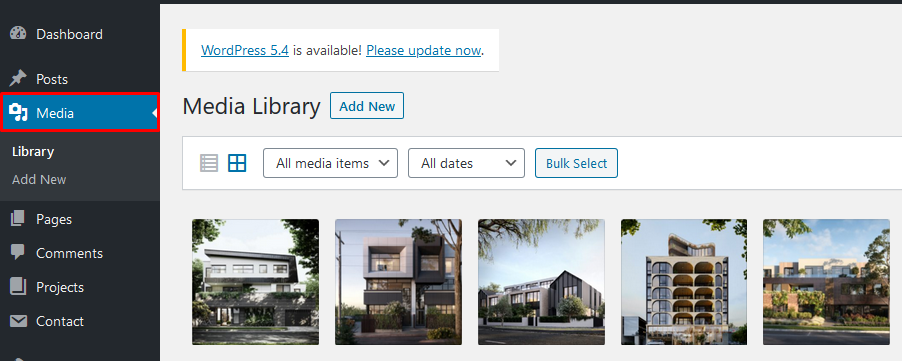 Dashboard
Posts
Media
Library
Add New
Pages
Comments
Projects
Contact
WordPress 5.4 is available! Please update now.
Media Library Add New
All media items All dates Bulk Select